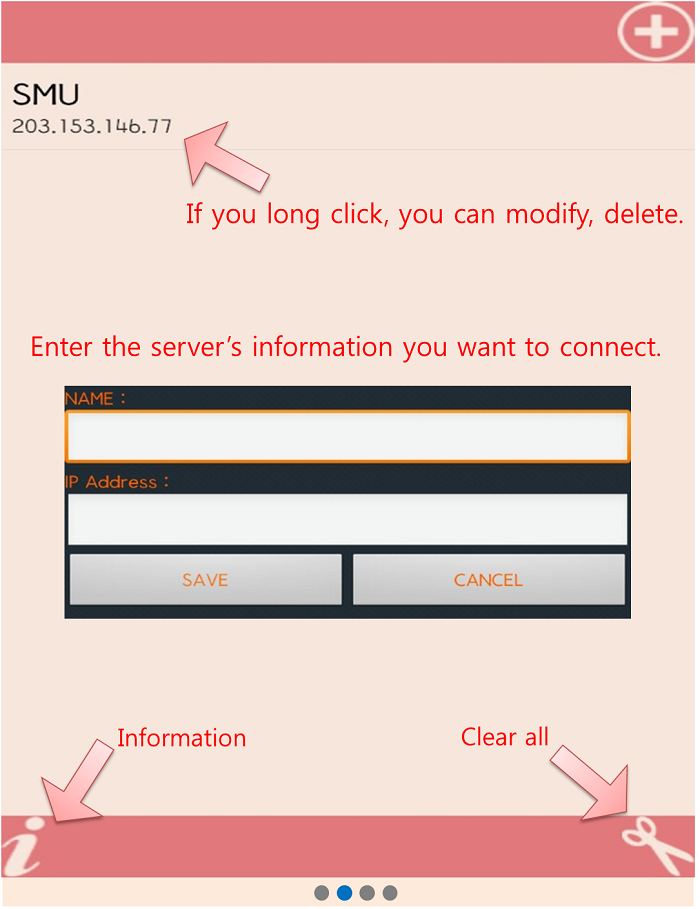 SMU
203.153.146.77
If you long click, you can modify, delete.
Enter the server’s information you want to connect.
NAME :
IP Address :
SAVE CANCEL
Information Clear all